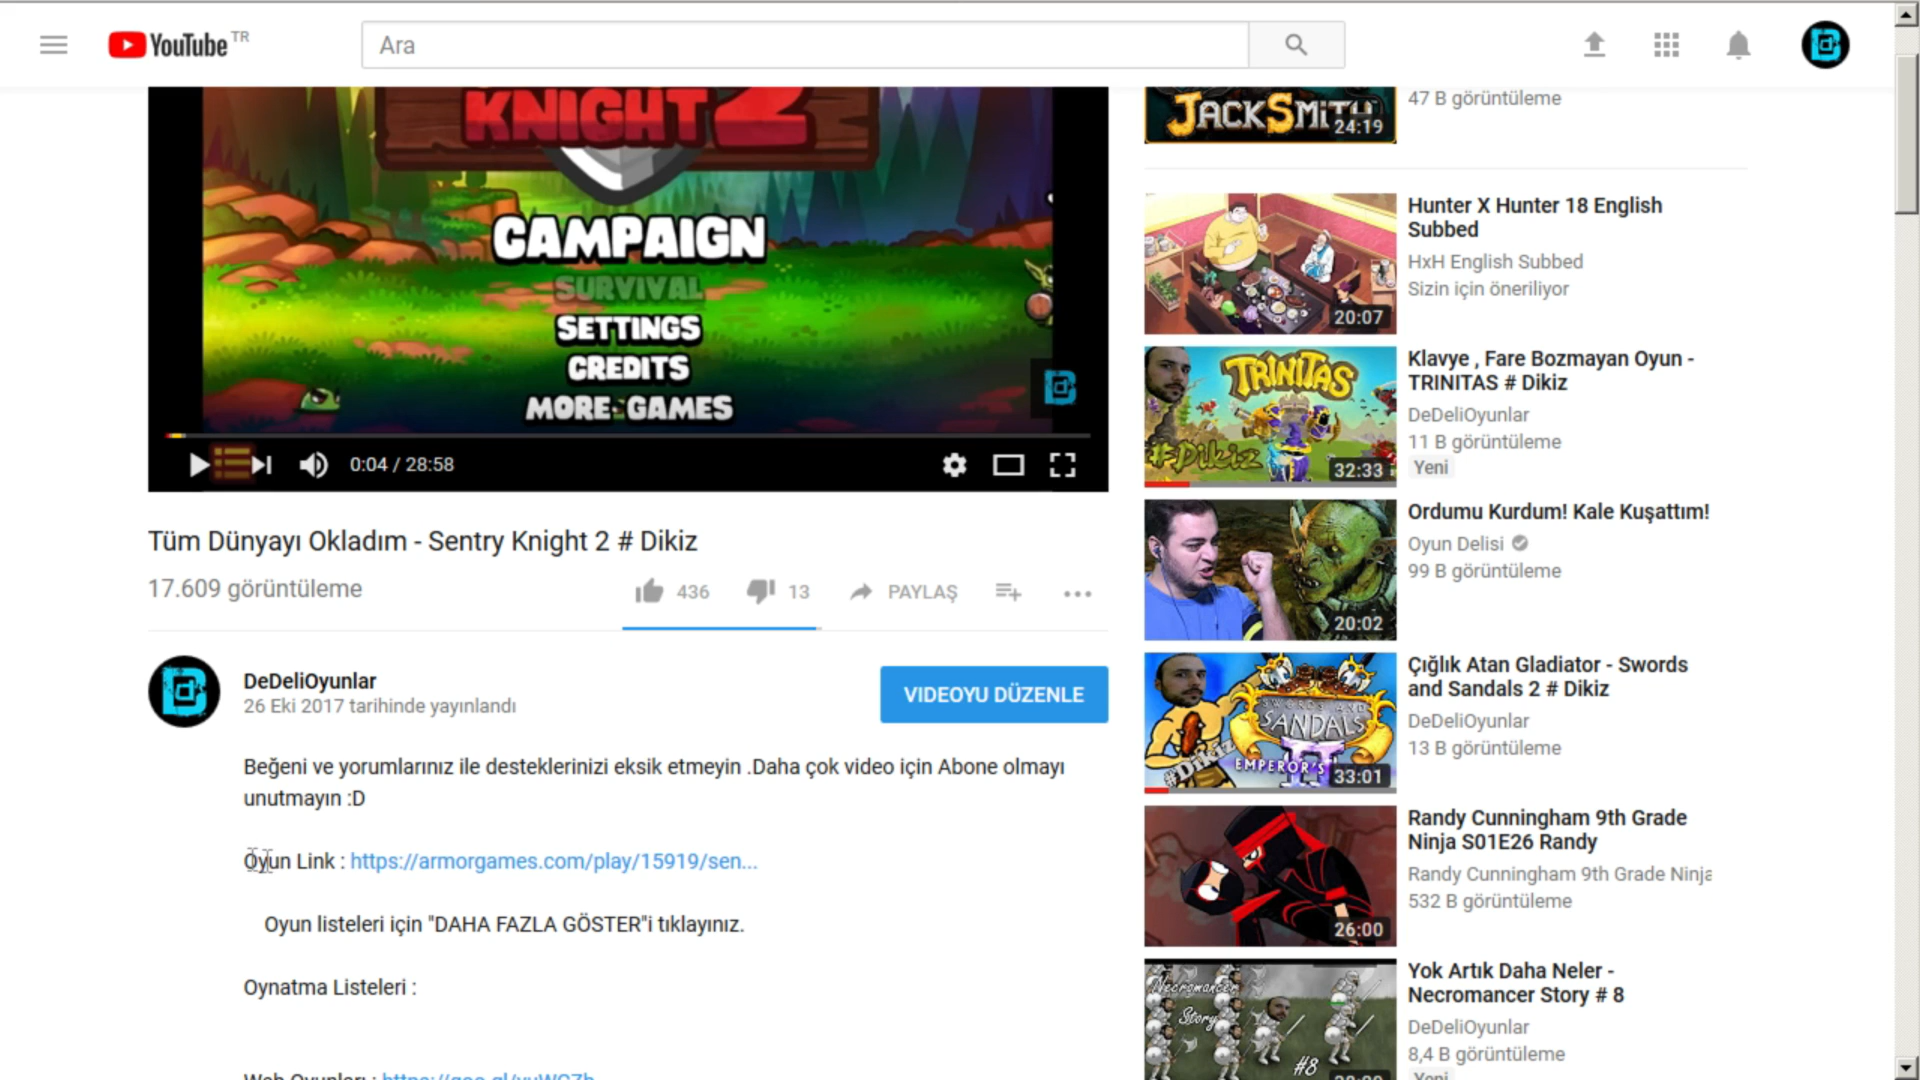 YouTube TR
Ara
KNIGHT 2
CAMPAIGN
SURVIVAL
SETTINGS
CREDITS
MORE GAMES
0:04 / 28:58
Tüm Dünyayı Okladım - Sentry Knight 2 # Dikiz
17.609 görüntüleme
436
13
PAYLAŞ
DeDeliOyunlar
26 Eki 2017 tarihinde yayınlandı
VIDEOYU DÜZENLE
Beğeni ve yorumlarınız ile desteklerinizi eksik etmeyin .Daha çok video için Abone olmayı
unutmayın :D
Oyun Link : https://armorgames.com/play/15919/sen...
Oyun listeleri için "DAHA FAZLA GÖSTER"i tıklayınız.
Oynatma Listeleri :
JACKSMITH
24:19
47 B görüntüleme
20:07
Hunter X Hunter 18 English
Subbed
HxH English Subbed
Sizin için öneriliyor
TRINITAS
#Dikiz
32:33
Klavye , Fare Bozmayan Oyun -
TRINITAS # Dikiz
DeDeliOyunlar
11 B görüntüleme
Yeni
20:02
Ordumu Kurdum! Kale Kuşattım!
Oyun Delisi
99 B görüntüleme
SWORDS AND
SANDALS
II
EMPEROR'S
#Dikiz
33:01
Çığlık Atan Gladiator - Swords
and Sandals 2 # Dikiz
DeDeliOyunlar
13 B görüntüleme
26:00
Randy Cunningham 9th Grade
Ninja S01E26 Randy
Randy Cunningham 9th Grade Ninja
532 B görüntüleme
Necromancer
Story
#8
Yok Artık Daha Neler -
Necromancer Story # 8
DeDeliOyunlar
8,4 B görüntüleme
Yeni